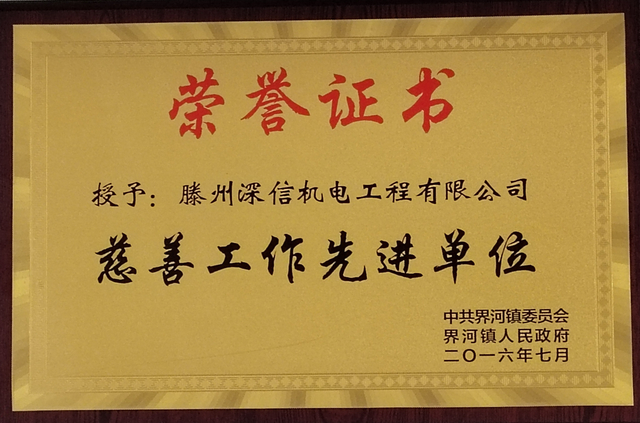 荣誉证书
授予：滕州深信机电工程有限公司
慈善工作先进单位
中共界河镇委员会
界河镇人民政府
二〇一六年七月